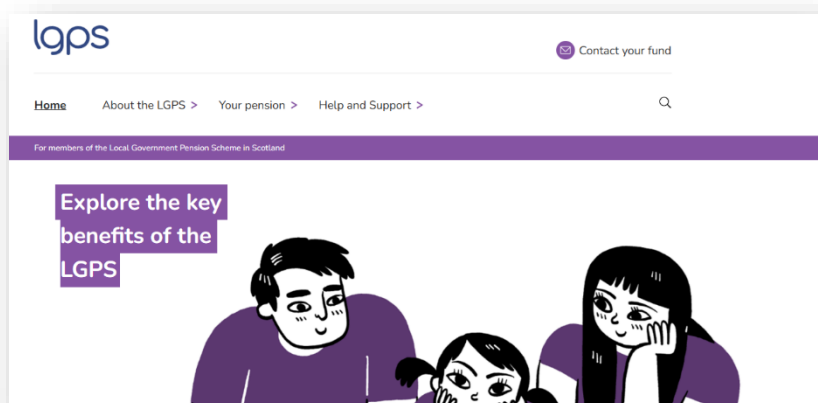 lgps
Contact your fund
Home About the LGPS > Your pension > Help and Support >
For members of the Local Government Pension Scheme in Scotland
Explore the key
benefits of the
LGPS